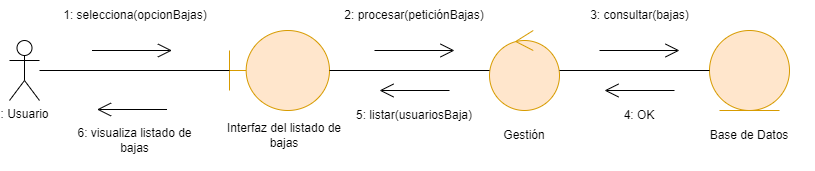 1: selecciona(opcionBajas)
2: procesar(peticiónBajas)
3: consultar(bajas)
: Usuario
6: visualiza listado de
bajas
Interfaz del listado de
bajas
5: listar(usuariosBaja)
Gestión
4: OK
Base de Datos